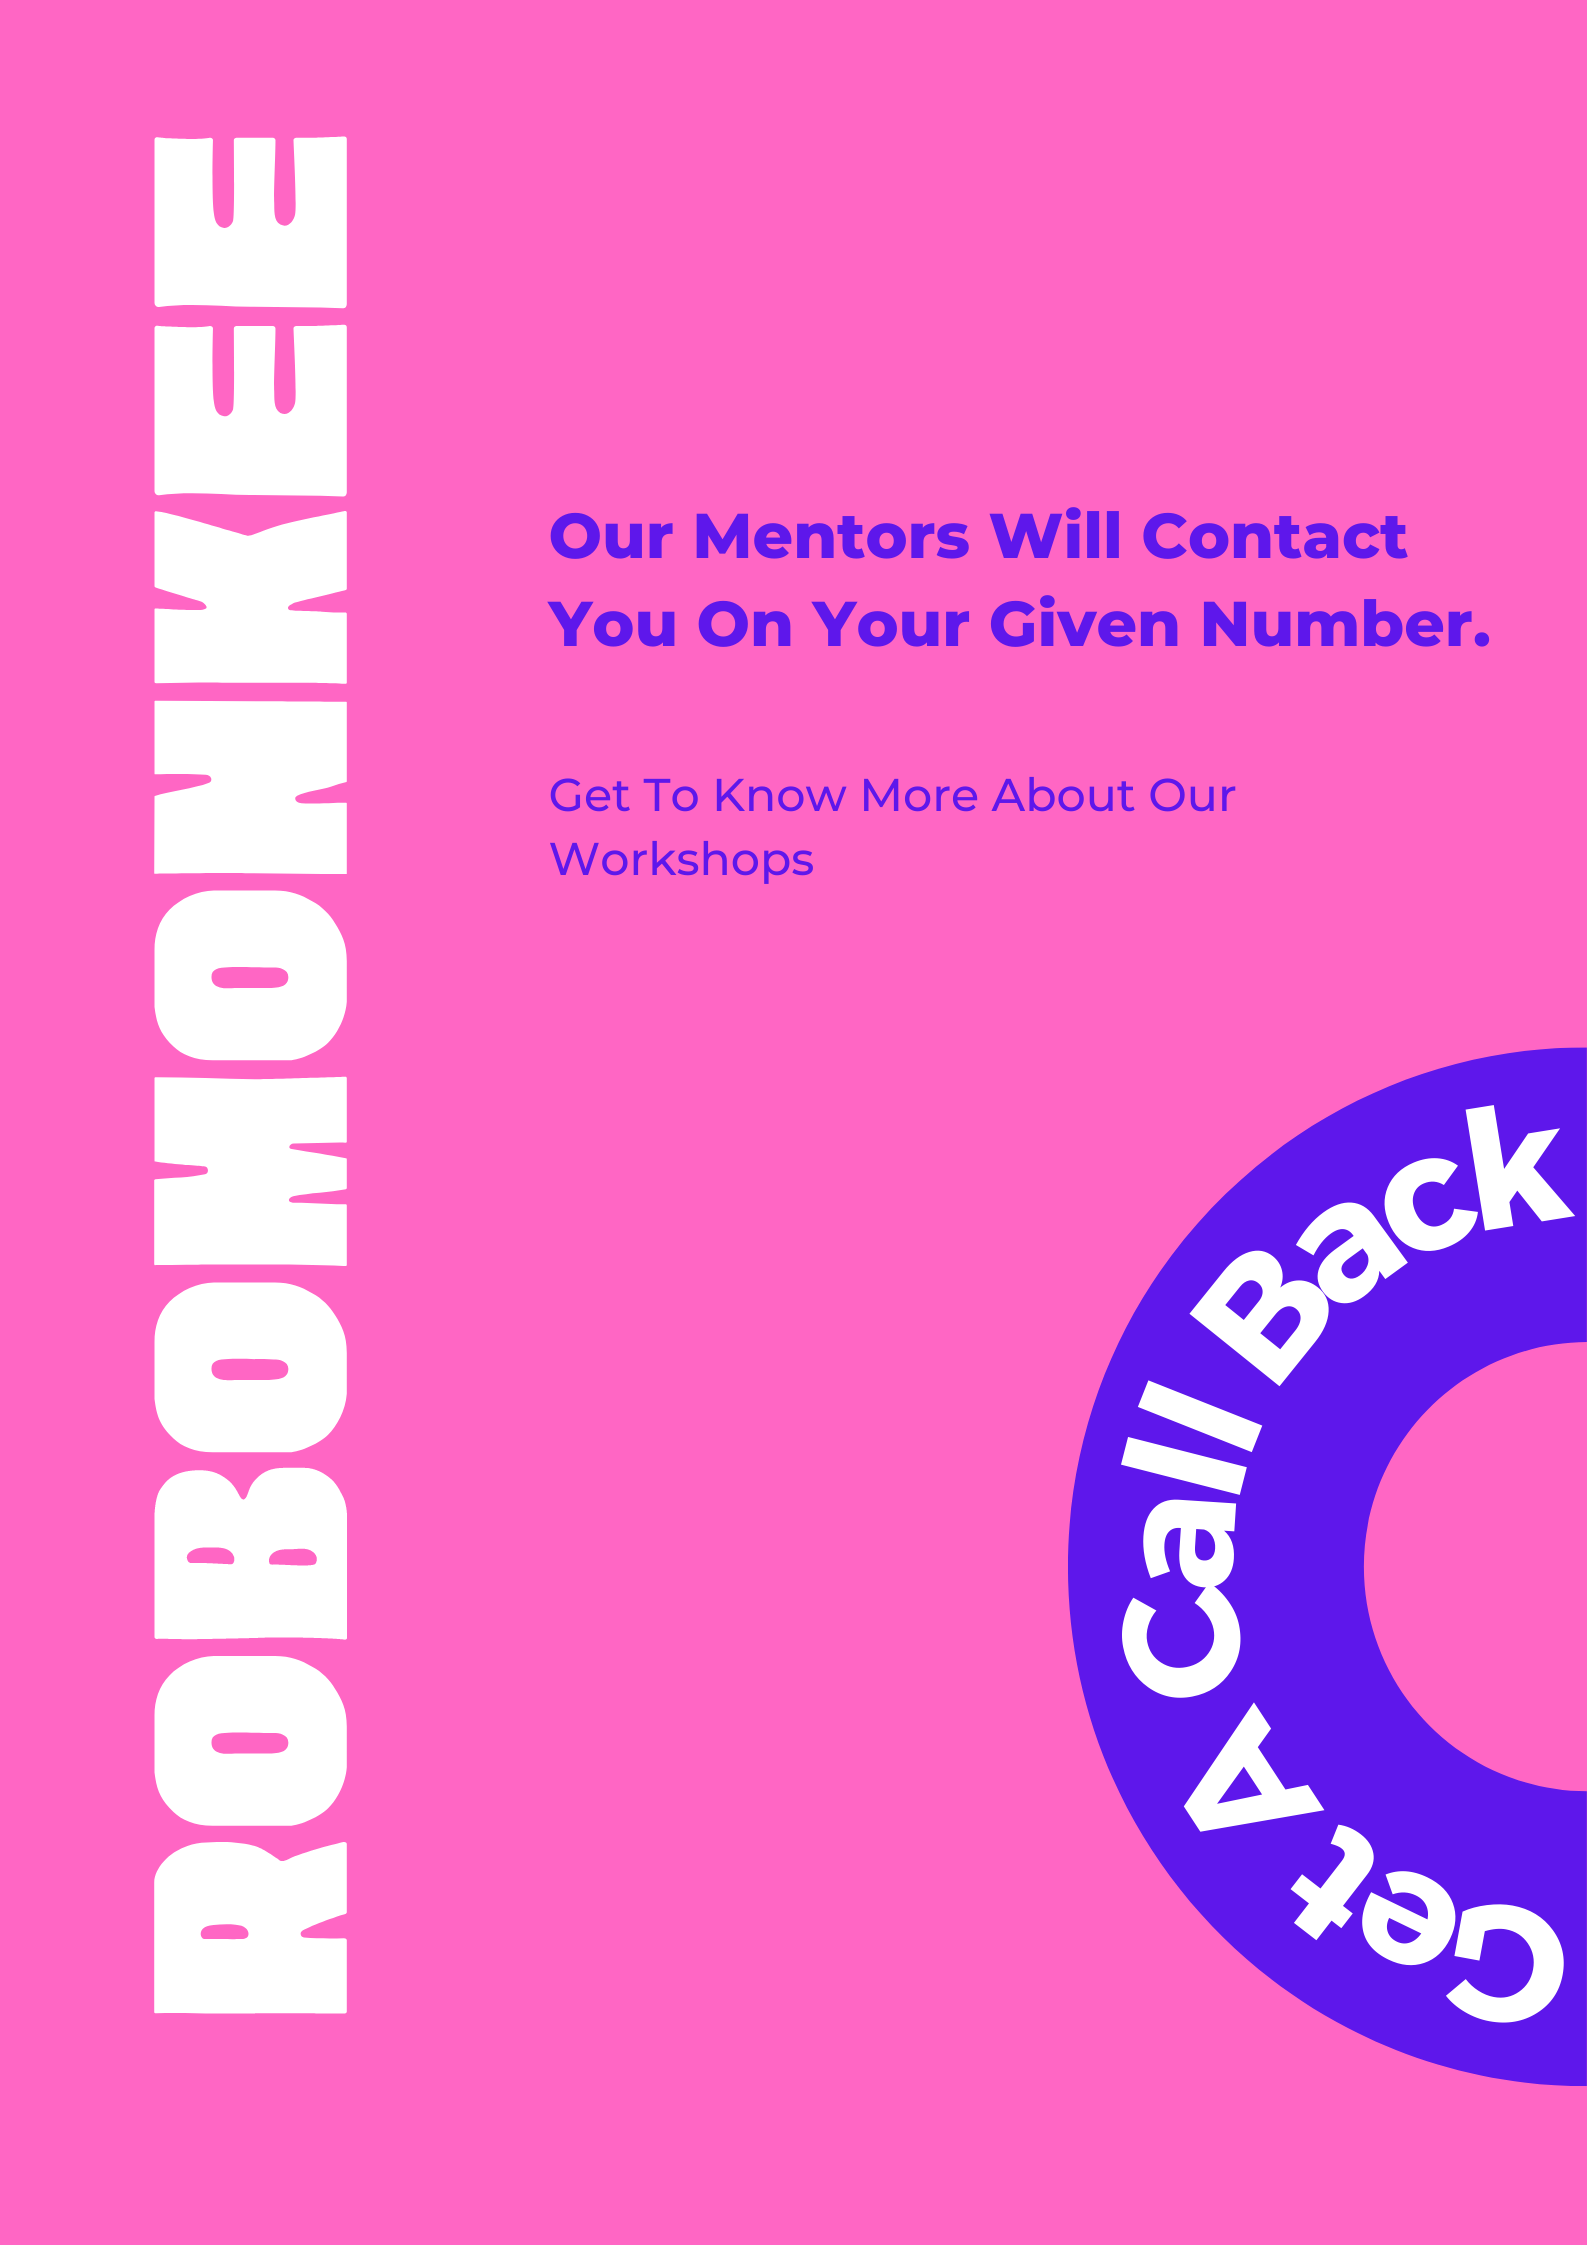 ROBOMONKEE
Our Mentors Will Contact
You On Your Given Number.
Get To Know More About Our
Workshops
Get A Call Back